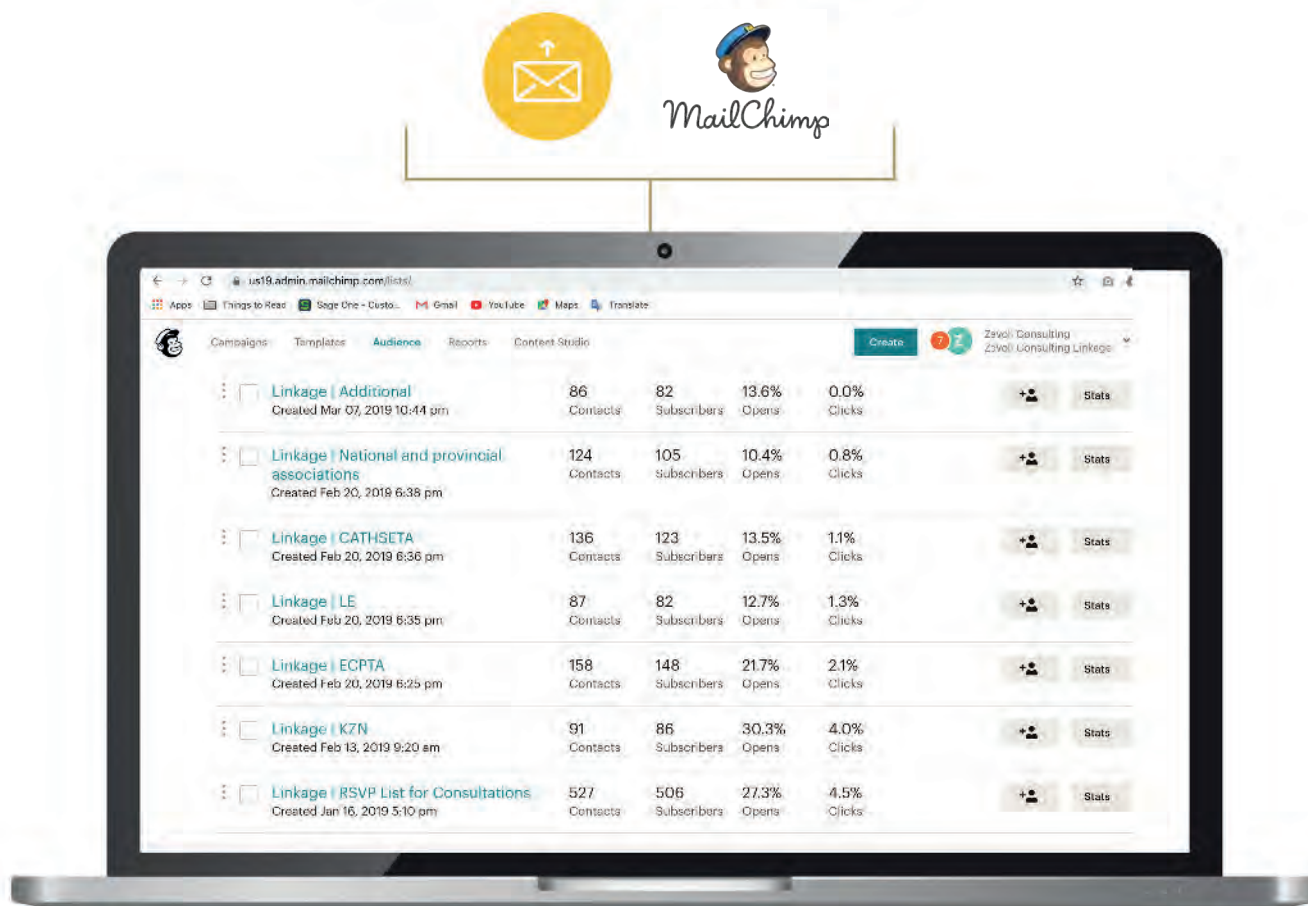 MailChimp
us19.admin.mailchimp.com/lists/
Apps Things to Read Sage One - Custo... Gmail YouTube Maps Translate
Campaigns Templates Audience Reports Content Studio Create 7 Z Zevoli Consulting
Zevoli Consulting Linkage
Linkage | Additional 86 82 13.6% 0.0%
Created Mar 07, 2019 10:44 pm Contacts Subscribers Opens Clicks Stats
Linkage | National and provincial 124 105 10.4% 0.8%
associations Contacts Subscribers Opens Clicks Stats
Created Feb 20, 2019 6:38 pm
Linkage | CATHSETA 136 123 13.5% 1.1%
Created Feb 20, 2019 6:36 pm Contacts Subscribers Opens Clicks Stats
Linkage | LE 87 82 12.7% 1.3%
Created Feb 20, 2019 6:35 pm Contacts Subscribers Opens Clicks Stats
Linkage | ECPTA 158 148 21.7% 2.1%
Created Feb 20, 2019 6:25 pm Contacts Subscribers Opens Clicks Stats
Linkage | KZN 91 86 30.3% 4.0%
Created Feb 13, 2019 9:20 am Contacts Subscribers Opens Clicks Stats
Linkage | RSVP List for Consultations 527 506 27.3% 4.5%
Created Jan 16, 2019 5:10 pm Contacts Subscribers Opens Clicks Stats